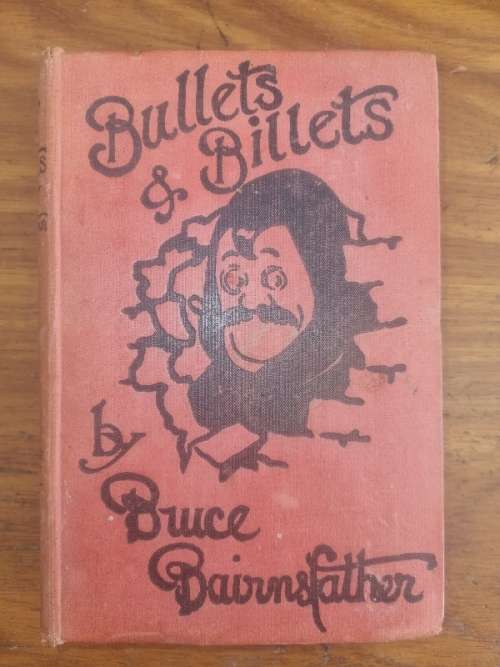 Bullets
& Billets
by
Bruce
Bairnsfather